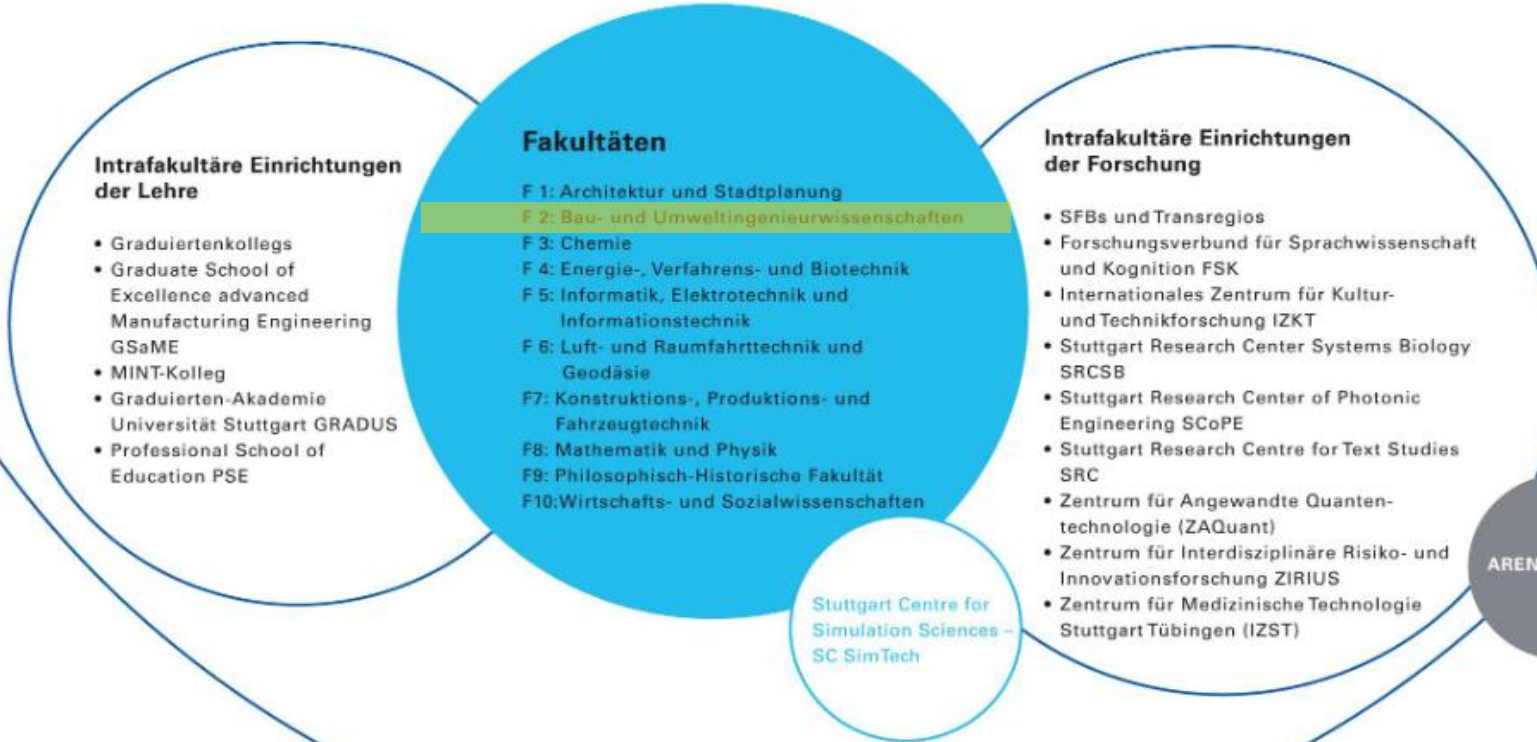 Intrafakultäre Einrichtungen
der Lehre
• Graduiertenkollegs
• Graduate School of
Excellence advanced
Manufacturing Engineering
GSaME
• MINT-Kolleg
• Graduierten-Akademie
Universität Stuttgart GRADUS
• Professional School of
Education PSE
Fakultäten
F 1: Architektur und Stadtplanung
F 2: Bau- und Umweltingenieurwissenschaften
F 3: Chemie
F 4: Energie-, Verfahrens- und Biotechnik
F 5: Informatik, Elektrotechnik und
Informationstechnik
F 6: Luft- und Raumfahrttechnik und
Geodäsie
F7: Konstruktions-, Produktions- und
Fahrzeugtechnik
F8: Mathematik und Physik
F9: Philosophisch-Historische Fakultät
F10:Wirtschafts- und Sozialwissenschaften
Stuttgart Centre for
Simulation Sciences –
SC SimTech
Intrafakultäre Einrichtungen
der Forschung
• SFBs und Transregios
• Forschungsverbund für Sprachwissenschaft
und Kognition FSK
• Internationales Zentrum für Kultur-
und Technikforschung IZKT
• Stuttgart Research Center Systems Biology
SRCSB
• Stuttgart Research Center of Photonic
Engineering SCoPE
• Stuttgart Research Centre for Text Studies
SRC
• Zentrum für Angewandte Quanten-
technologie (ZAQuant)
• Zentrum für Interdisziplinäre Risiko- und
Innovationsforschung ZIRIUS
• Zentrum für Medizinische Technologie
Stuttgart Tübingen (IZST)
AREN